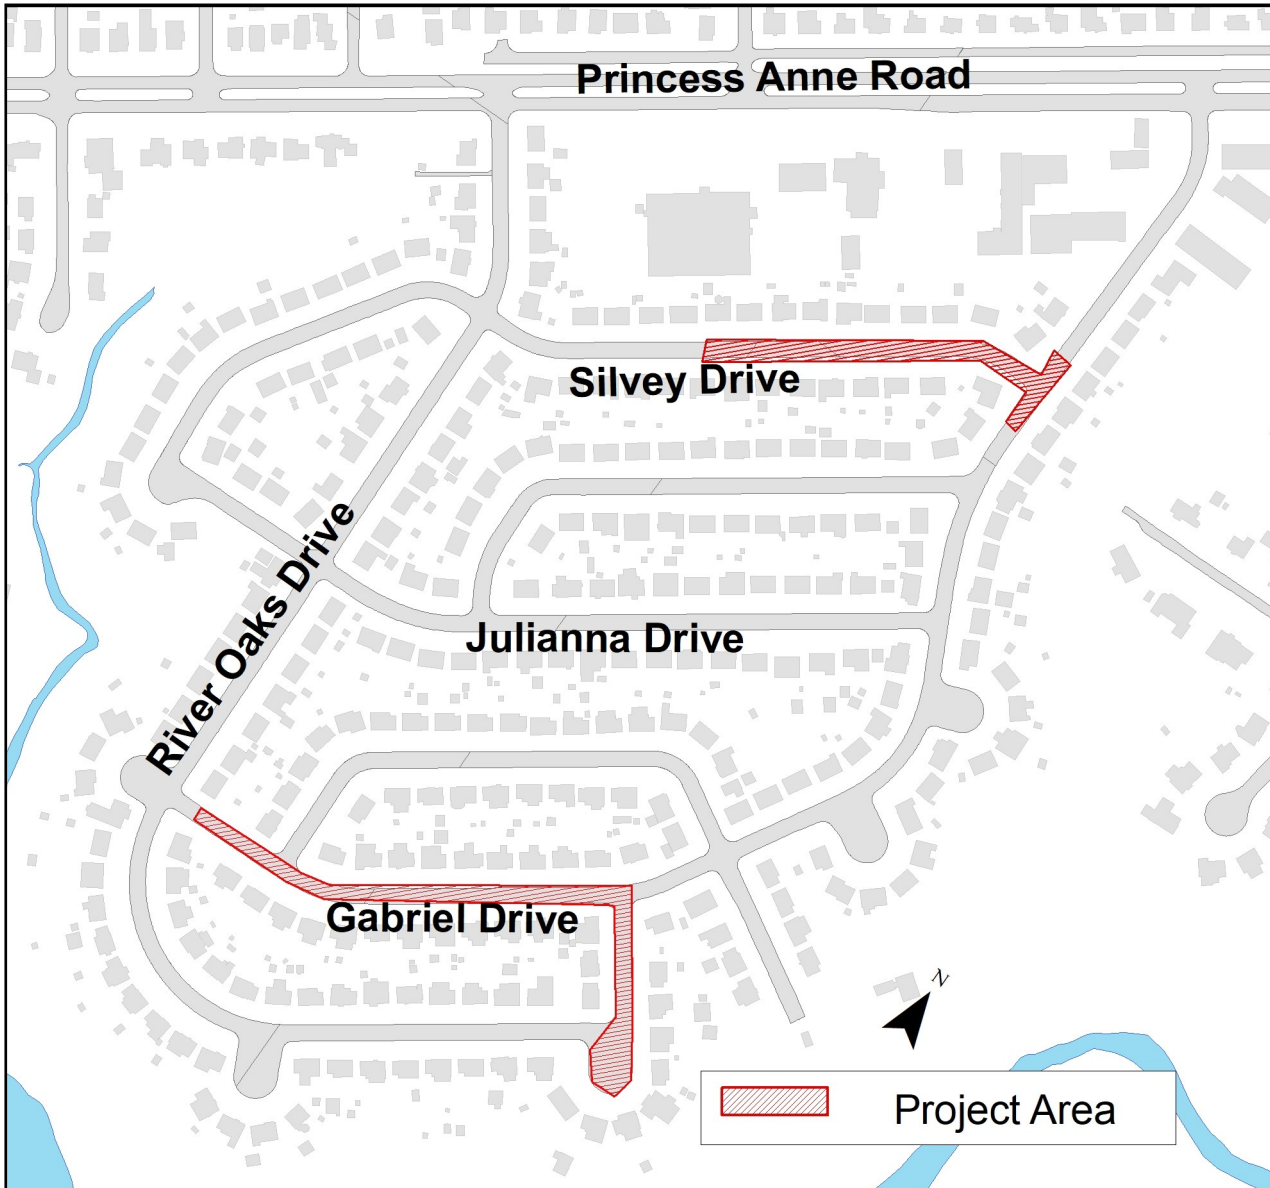 Princess Anne Road
Silvey Drive
River Oaks Drive
Julianna Drive
Gabriel Drive
N
Project Area